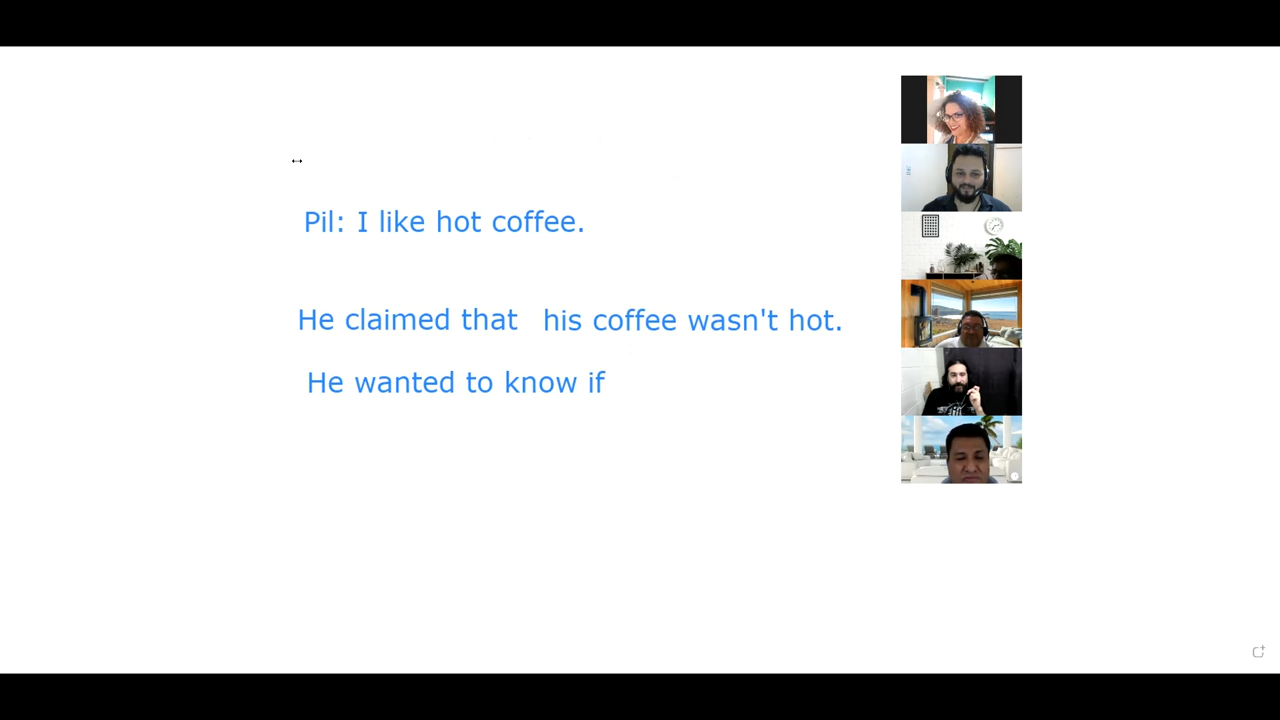 Pil: I like hot coffee.
He claimed that his coffee wasn't hot.
He wanted to know if